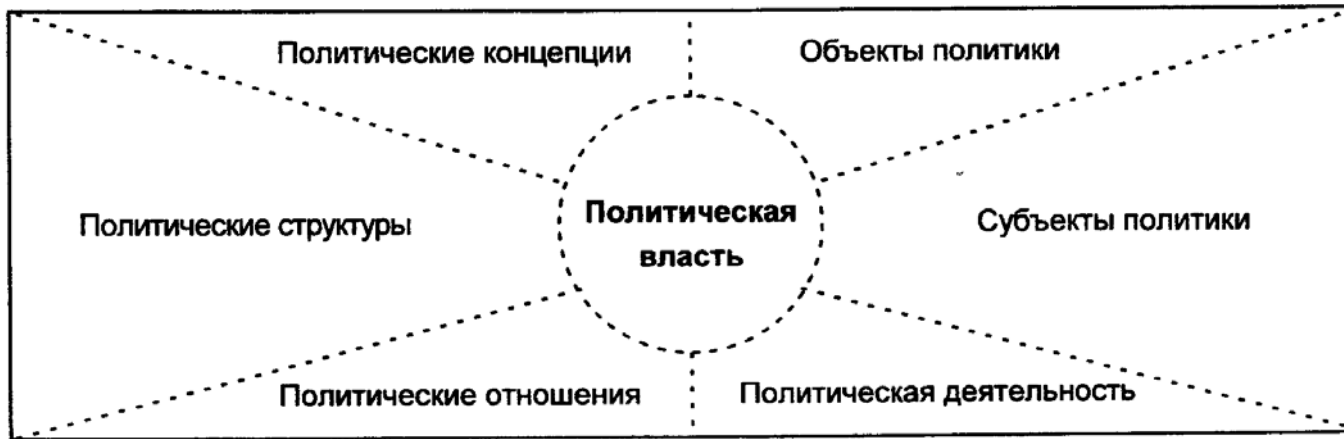 Политические концепции
Объекты политики
Политические структуры
Политическая
власть
Субъекты политики
Политические отношения
Политическая деятельность